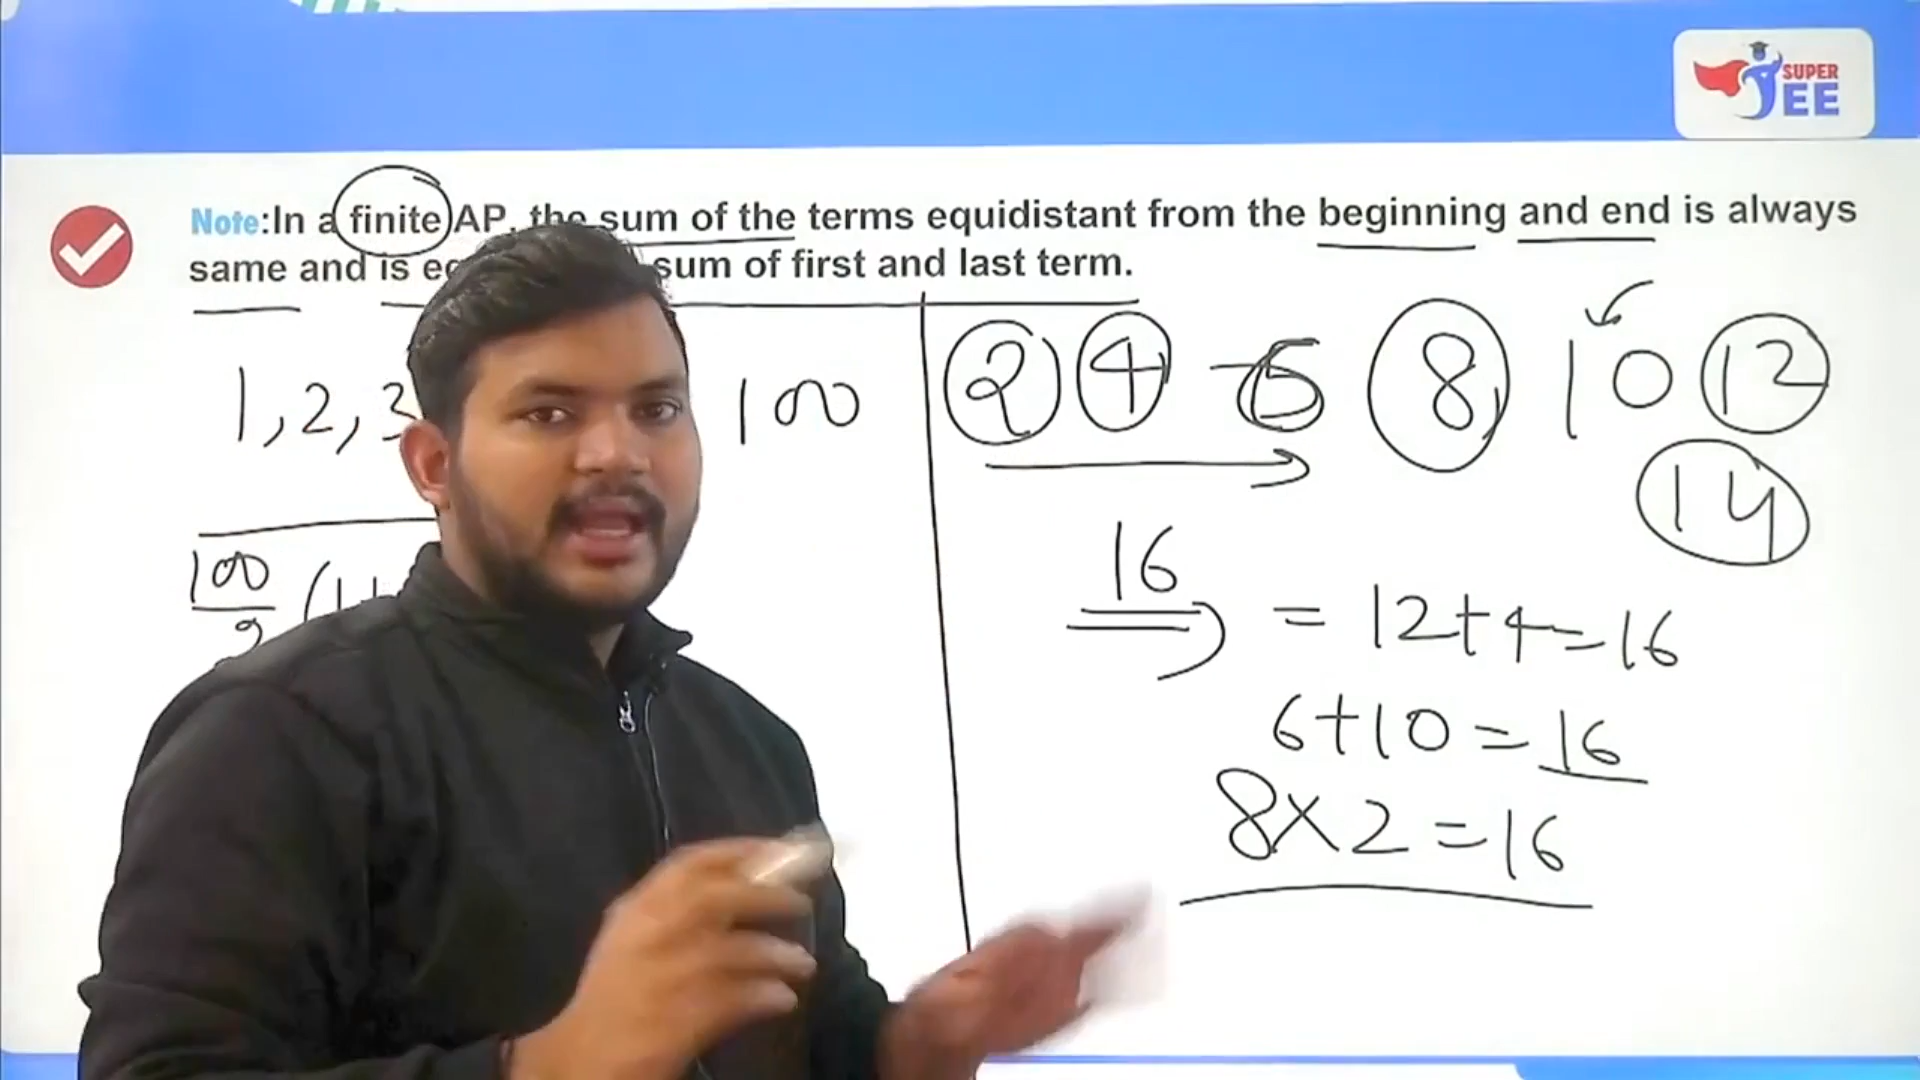 SUPER
JEE
Note:In a finite AP, the sum of the terms equidistant from the beginning and end is always
same and is sum of first and last term.
1, 2, 3 100
2 4 6 8 10 12
14
100
2
16 = 12+4=16
6+10=16
8×2=16